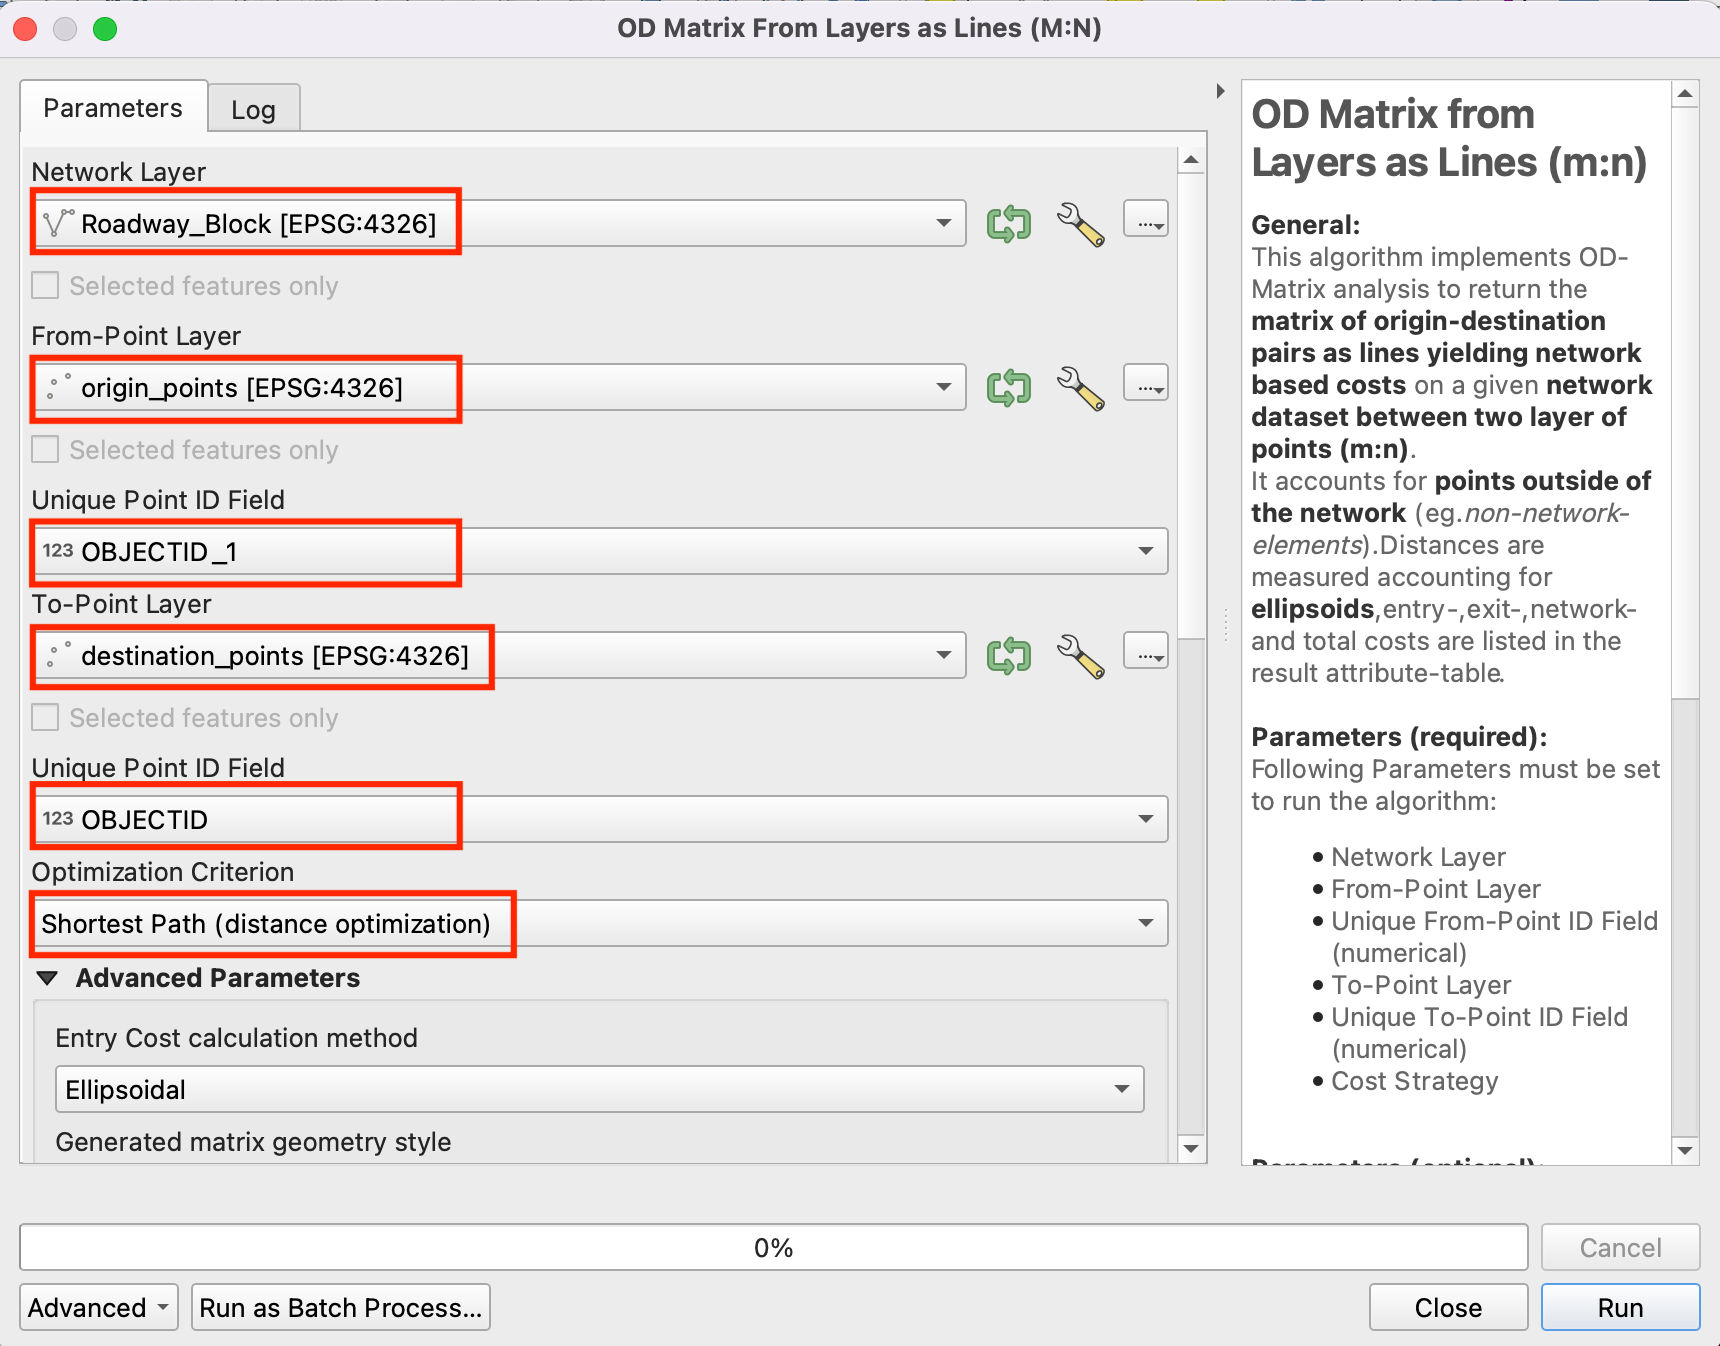 OD Matrix From Layers as Lines (M:N)
Parameters
Log
Network Layer
Roadway_Block [EPSG:4326]
...
Selected features only
From-Point Layer
origin_points [EPSG:4326]
...
Selected features only
Unique Point ID Field
123 OBJECTID_1
To-Point Layer
destination_points [EPSG:4326]
...
Selected features only
Unique Point ID Field
123 OBJECTID
Optimization Criterion
Shortest Path (distance optimization)
Advanced Parameters
Entry Cost calculation method
Ellipsoidal
Generated matrix geometry style
OD Matrix from
Layers as Lines (m:n)
General:
This algorithm implements OD-
Matrix analysis to return the
matrix of origin-destination
pairs as lines yielding network
based costs on a given network
dataset between two layer of
points (m:n).
It accounts for points outside of
the network (eg.non-network-
elements).Distances are
measured accounting for
ellipsoids,entry-,exit-,network-
and total costs are listed in the
result attribute-table.
Parameters (required):
Following Parameters must be set
to run the algorithm:
• Network Layer
• From-Point Layer
• Unique From-Point ID Field
(numerical)
• To-Point Layer
• Unique To-Point ID Field
(numerical)
• Cost Strategy
Parameters (optional):
0%
Cancel
Advanced
Run as Batch Process...
Close
Run